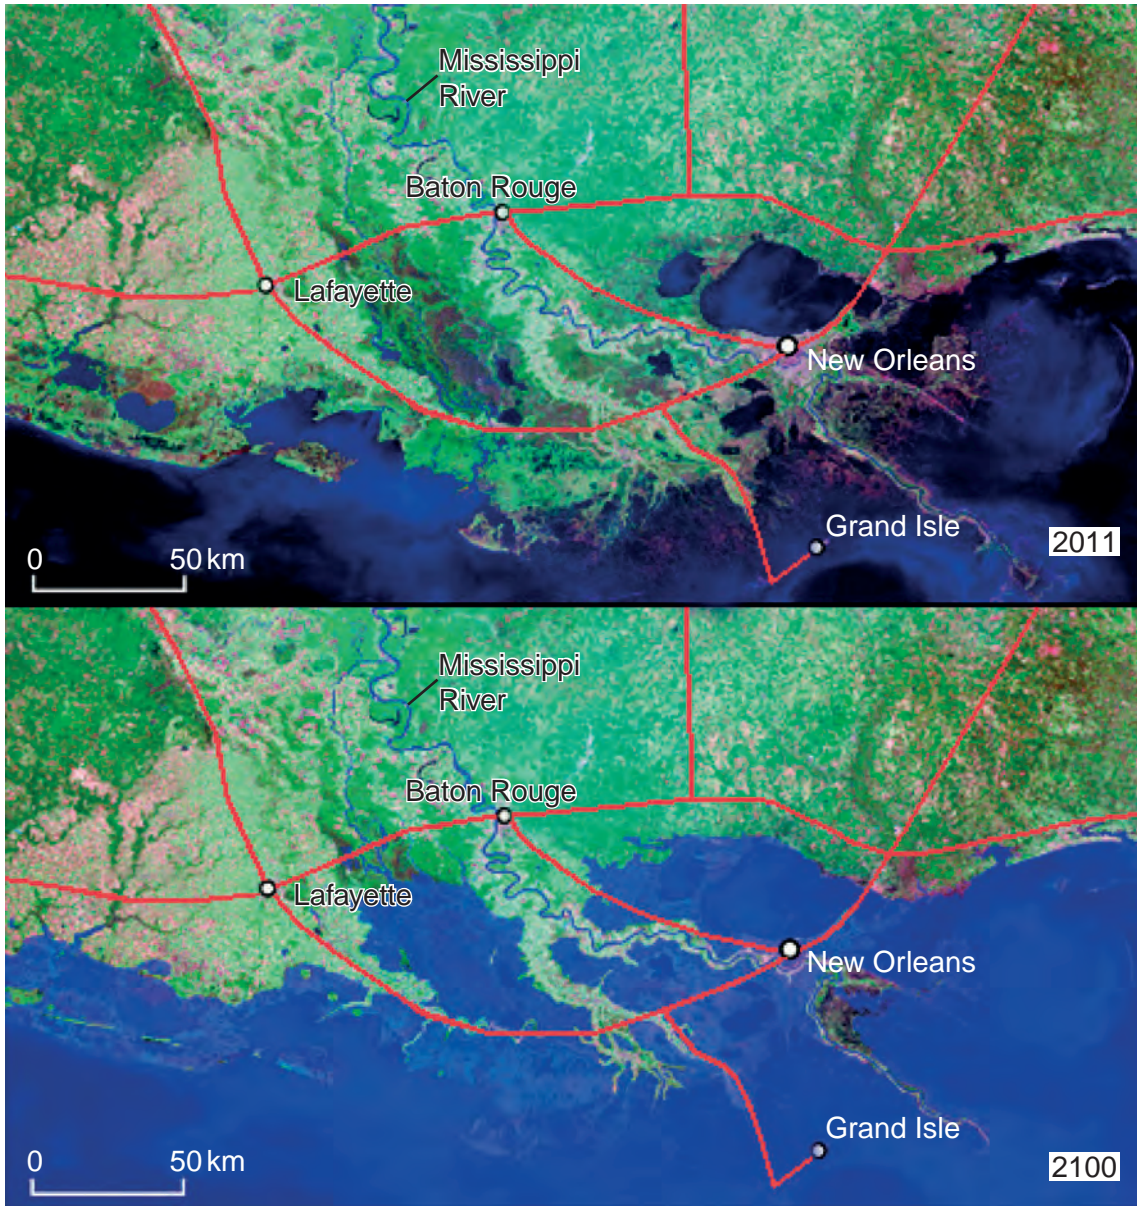 Mississippi
River
Baton Rouge
Lafayette
New Orleans
Grand Isle
0 50 km
2011
Mississippi
River
Baton Rouge
Lafayette
New Orleans
Grand Isle
0 50 km
2100